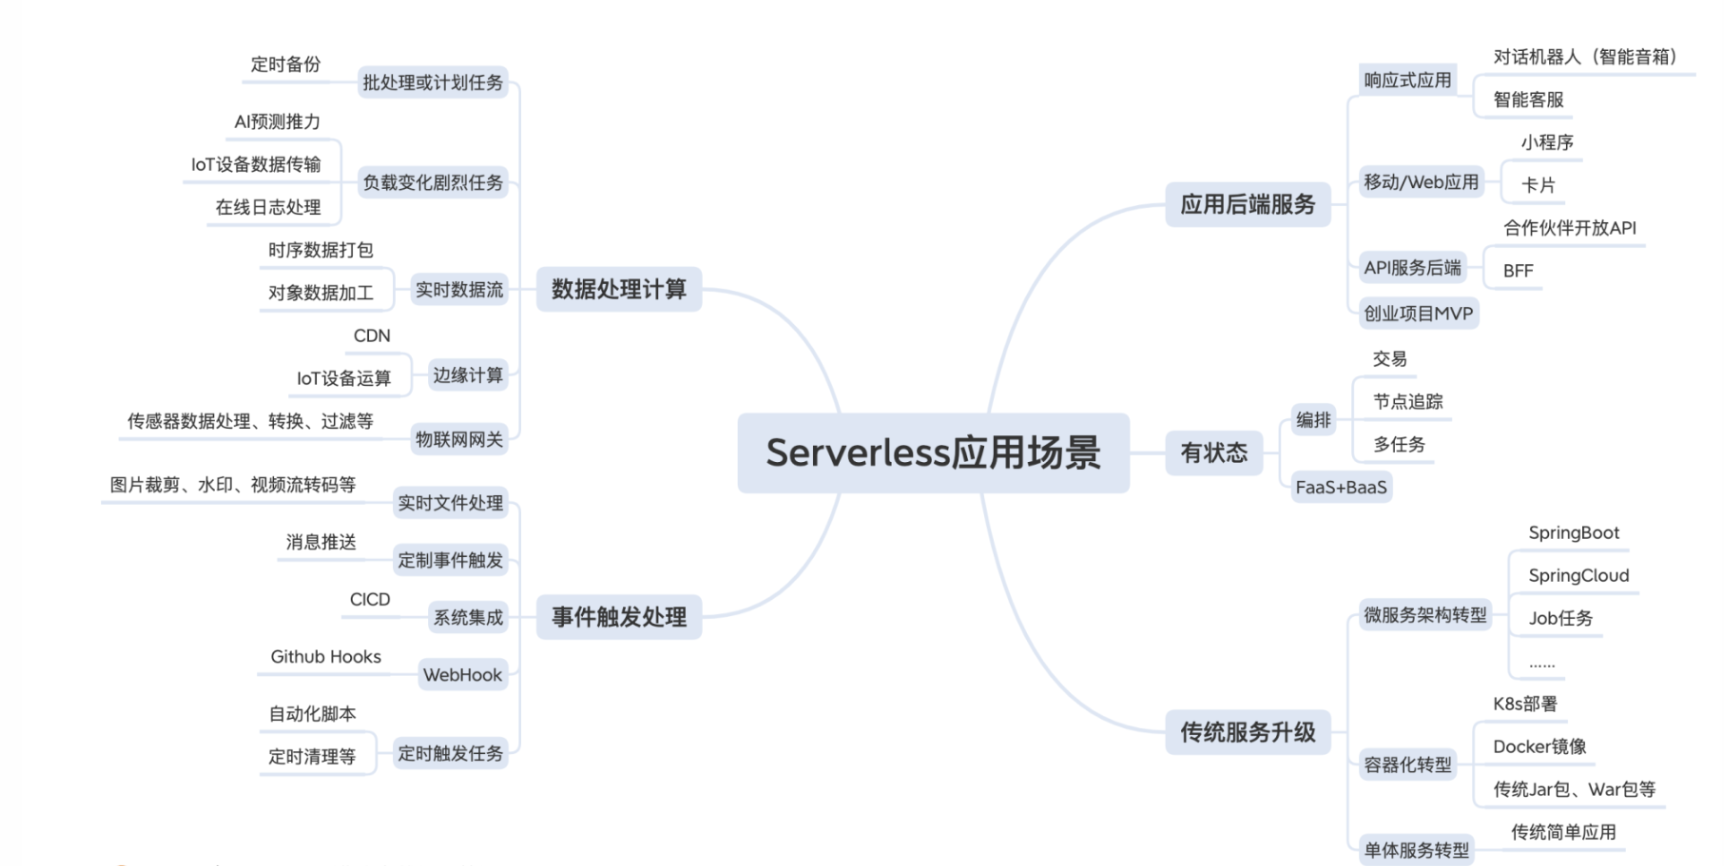 Serverless应用场景
数据处理计算
批处理或计划任务
定时备份
负载变化剧烈任务
AI预测推力
IoT设备数据传输
在线日志处理
实时数据流
时序数据打包
对象数据加工
边缘计算
CDN
IoT设备运算
物联网网关
传感器数据处理、转换、过滤等
事件触发处理
实时文件处理
图片裁剪、水印、视频流转码等
定制事件触发
消息推送
系统集成
CICD
WebHook
Github Hooks
定时触发任务
自动化脚本
定时清理等
应用后端服务
响应式应用
对话机器人（智能音箱）
智能客服
移动/Web应用
小程序
卡片
API服务后端
合作伙伴开放API
BFF
创业项目MVP
有状态
编排
交易
节点追踪
多任务
FaaS+BaaS
传统服务升级
微服务架构转型
SpringBoot
SpringCloud
Job任务
......
容器化转型
K8s部署
Docker镜像
传统Jar包、War包等
单体服务转型
传统简单应用